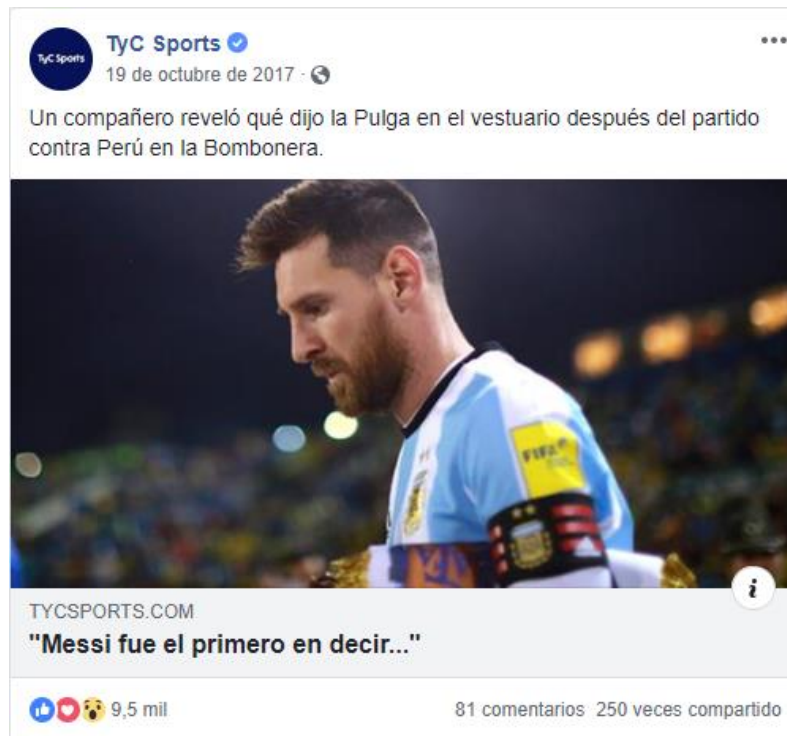 TyC Sports
TyC Sports
19 de octubre de 2017 ·
Un compañero reveló qué dijo la Pulga en el vestuario después del partido
contra Perú en la Bombonera.
FIFA
TYCSPORTS.COM
"Messi fue el primero en decir..."
9,5 mil
81 comentarios 250 veces compartido